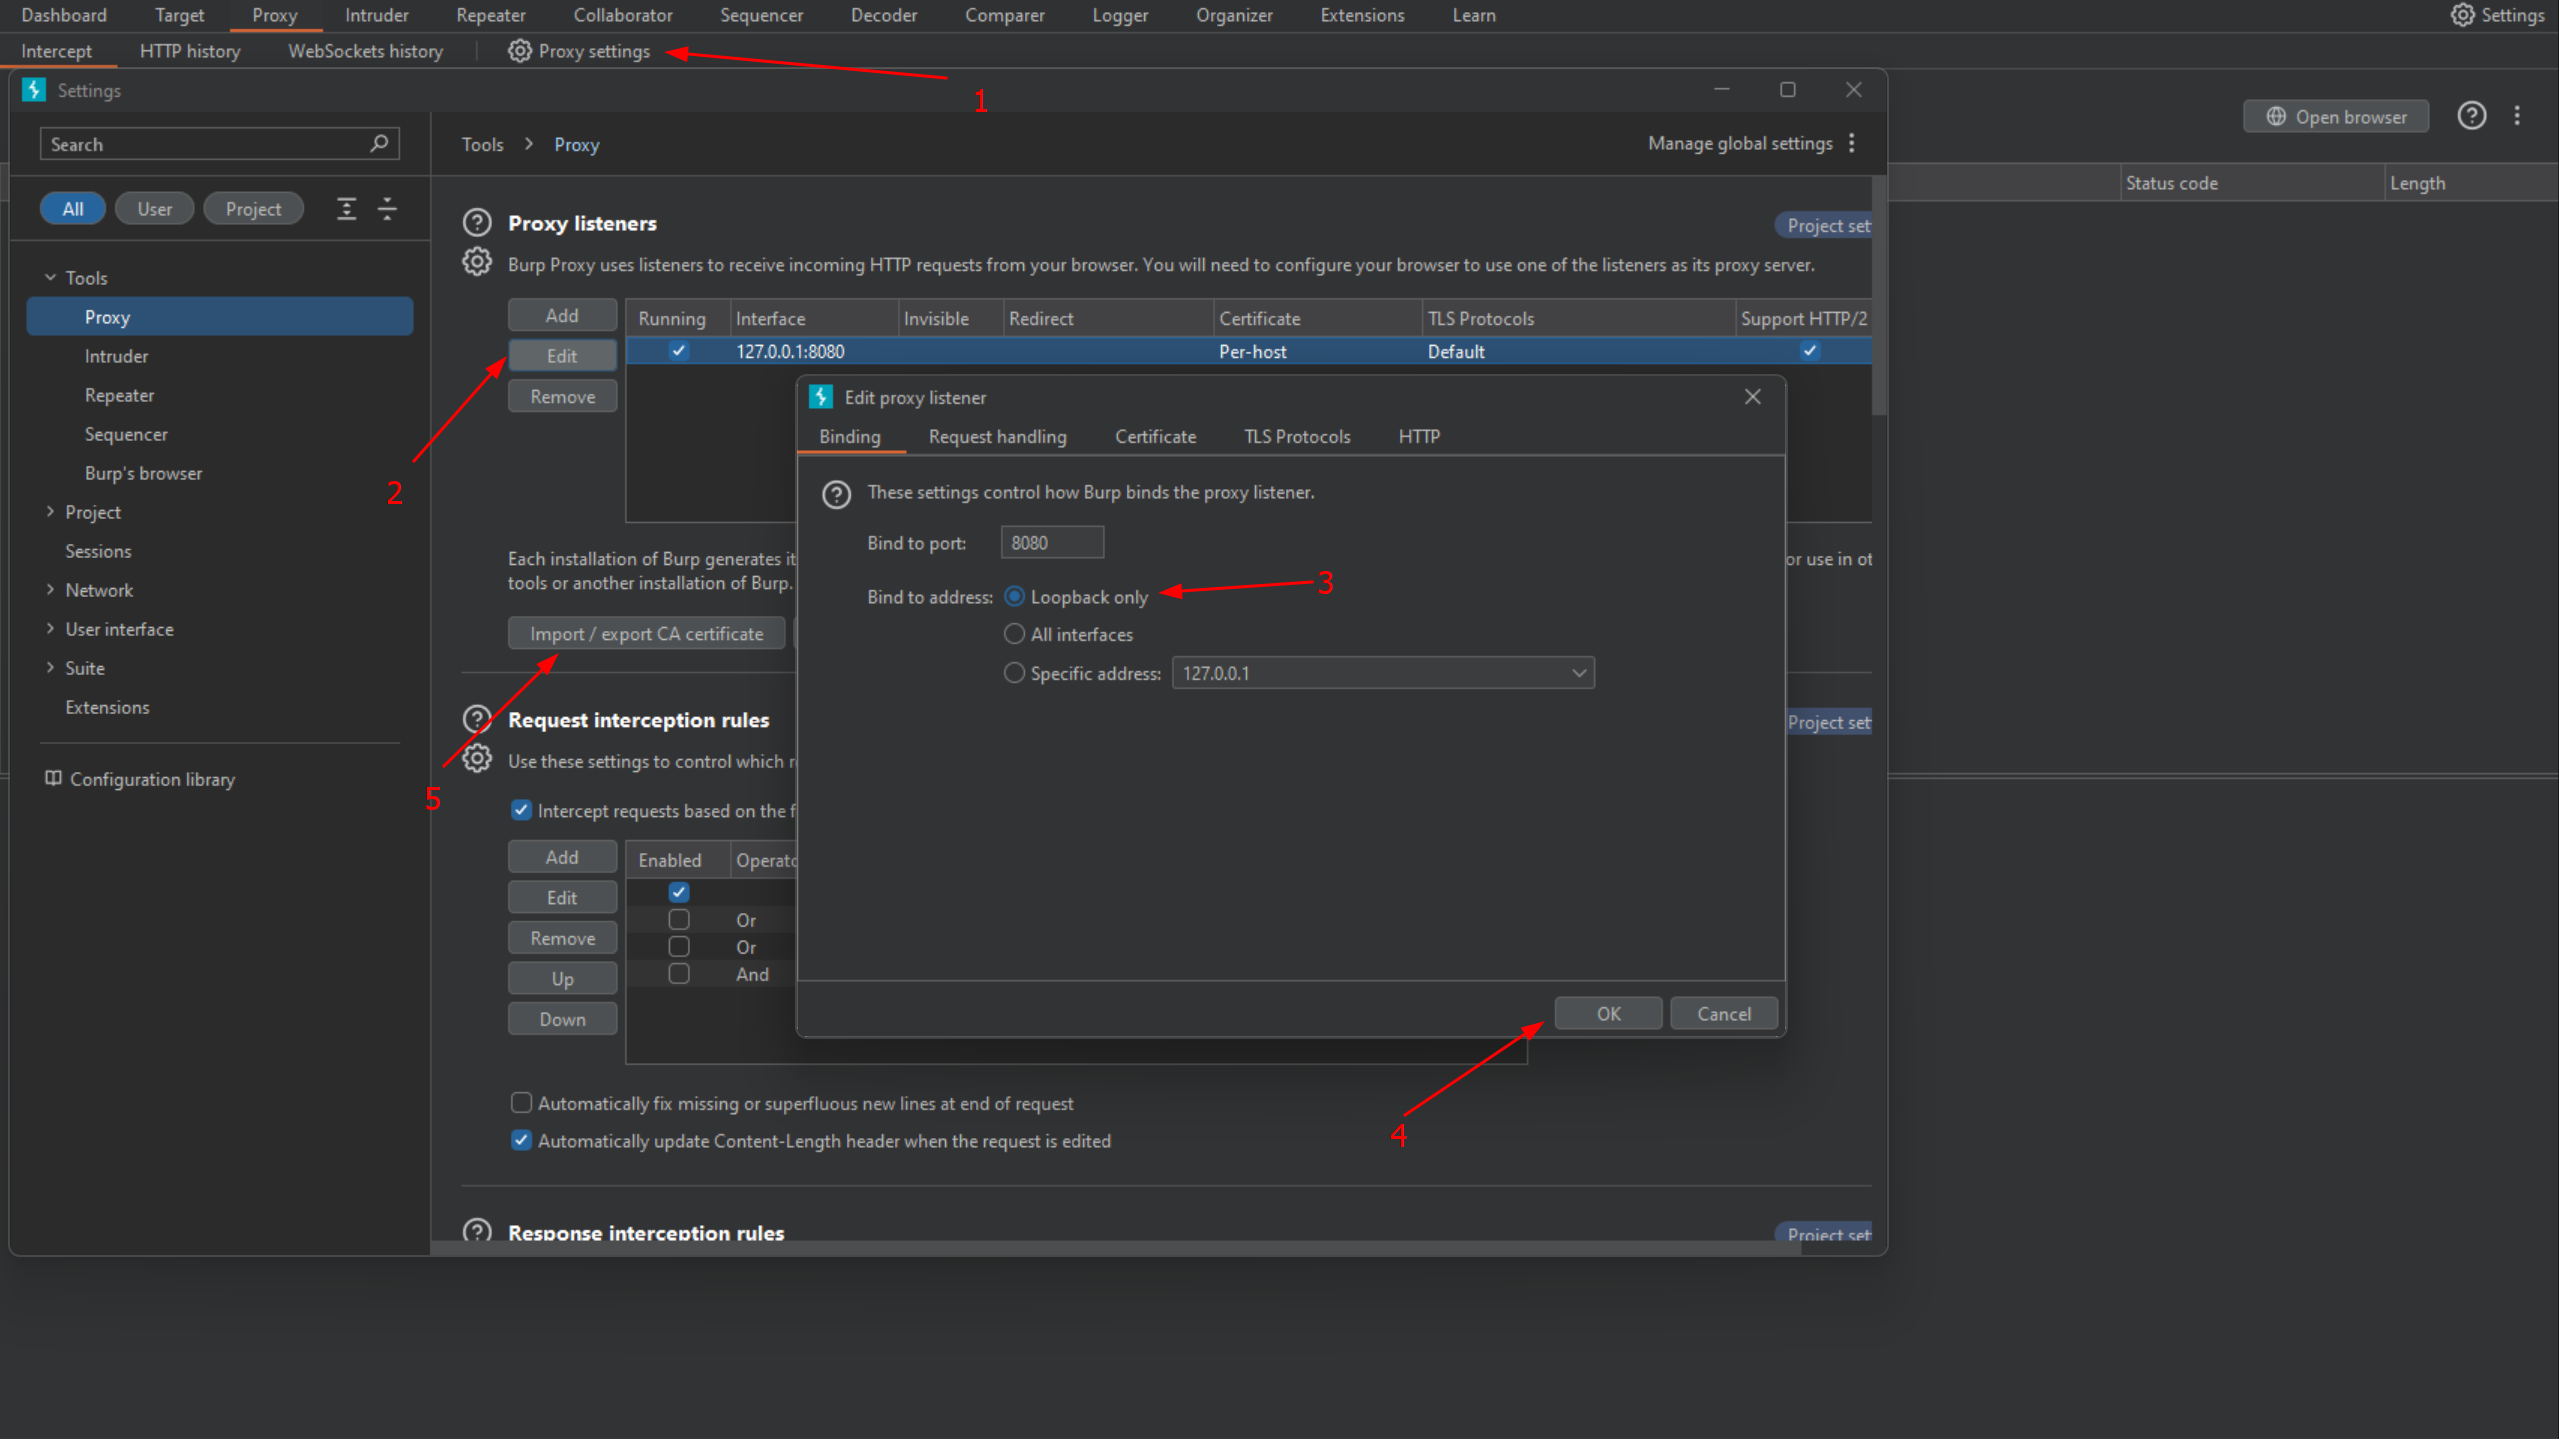 Dashboard Target Proxy Intruder Repeater Collaborator Sequencer Decoder Comparer Logger Organizer Extensions Learn Settings
Intercept HTTP history WebSockets history Proxy settings
1
Settings
Open browser
Search
Tools > Proxy
Manage global settings
All User Project
Status code Length
Proxy listeners
Project set
Burp Proxy uses listeners to receive incoming HTTP requests from your browser. You will need to configure your browser to use one of the listeners as its proxy server.
Tools
Proxy
Intruder
Repeater
Sequencer
Burp's browser
Project
Sessions
Network
User interface
Suite
Extensions
Configuration library
Add
Edit
Remove
2
Running Interface Invisible Redirect Certificate TLS Protocols Support HTTP/2
127.0.0.1:8080 Per-host Default
Each installation of Burp generates it
or use in ot
tools or another installation of Burp.
Import / export CA certificate
5
Request interception rules
Project set
Use these settings to control which r
Intercept requests based on the f
Add
Edit
Remove
Up
Down
Enabled Operato
Or
Or
And
Automatically fix missing or superfluous new lines at end of request
Automatically update Content-Length header when the request is edited
Response interception rules
Project set
Edit proxy listener
Binding Request handling Certificate TLS Protocols HTTP
These settings control how Burp binds the proxy listener.
Bind to port: 8080
Bind to address: Loopback only
3
All interfaces
Specific address: 127.0.0.1
OK Cancel
4